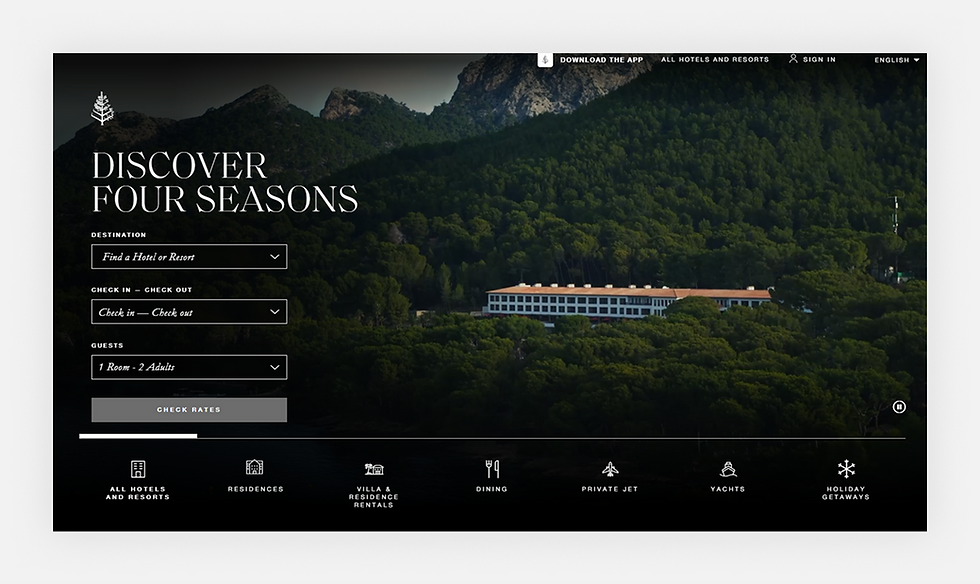 DOWNLOAD THE APP
ALL HOTELS AND RESORTS
SIGN IN
ENGLISH
DISCOVER
FOUR SEASONS
DESTINATION
Find a Hotel or Resort
CHECK IN – CHECK OUT
Check in — Check out
GUESTS
1 Room - 2 Adults
CHECK RATES
ALL HOTELS
AND RESORTS
RESIDENCES
VILLA &
RESIDENCE
RENTALS
DINING
PRIVATE JET
YACHTS
HOLIDAY
GETAWAYS